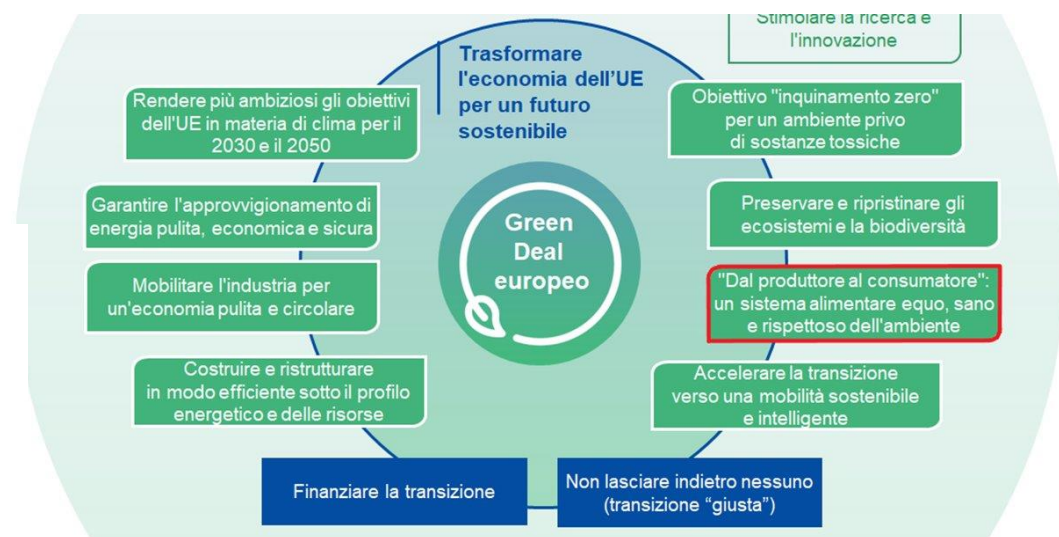 Stimolare la ricerca e
l'innovazione
Trasformare
l'economia dell'UE
per un futuro
sostenibile
Rendere più ambiziosi gli obiettivi
dell'UE in materia di clima per il
2030 e il 2050
Obiettivo "inquinamento zero"
per un ambiente privo
di sostanze tossiche
Garantire l'approvvigionamento di
energia pulita, economica e sicura
Preservare e ripristinare gli
ecosistemi e la biodiversità
Green
Deal
europeo
Mobilitare l'industria per
un'economia pulita e circolare
"Dal produttore al consumatore":
un sistema alimentare equo, sano
e rispettoso dell'ambiente
Costruire e ristrutturare
in modo efficiente sotto il profilo
energetico e delle risorse
Accelerare la transizione
verso una mobilità sostenibile
e intelligente
Finanziare la transizione
Non lasciare indietro nessuno
(transizione “giusta”)